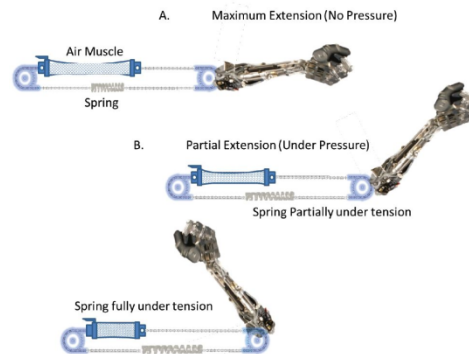 A. Maximum Extension (No Pressure)
Air Muscle
Spring
B. Partial Extension (Under Pressure)
Spring Partially under tension
Spring fully under tension